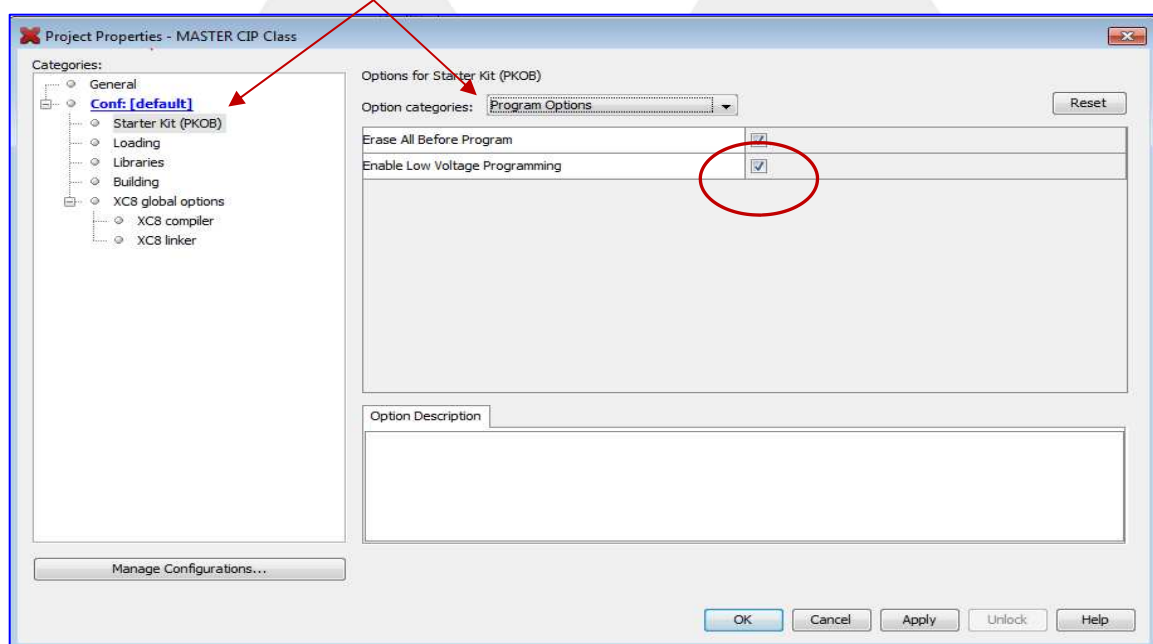 Project Properties - MASTER CIP Class
Categories:
General
Conf: [default]
Starter Kit (PKOB)
Loading
Libraries
Building
XC8 global options
XC8 compiler
XC8 linker
Manage Configurations...
Options for Starter Kit (PKOB)
Option categories: Program Options
Reset
Erase All Before Program
Enable Low Voltage Programming
Option Description
OK Cancel Apply Unlock Help